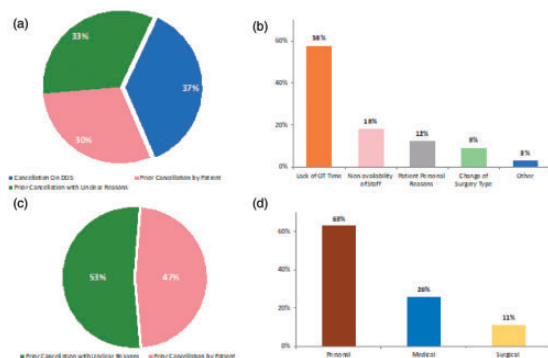 (a)
33%
37%
30%
Cancellation On DOS
Prior Cancellation by Patient
Prior Cancellation with Unclear Reasons
(b)
60%
40%
20%
0%
58%
18%
12%
9%
3%
Lack of OT Time
Non availability of Staff
Patient Personal Reasons
Change of Surgery Type
Other
(c)
53%
47%
Prior Cancellation with Unclear Reasons
Prior Cancellation by Patient
(d)
60%
40%
20%
0%
63%
26%
11%
Personal
Medical
Surgical